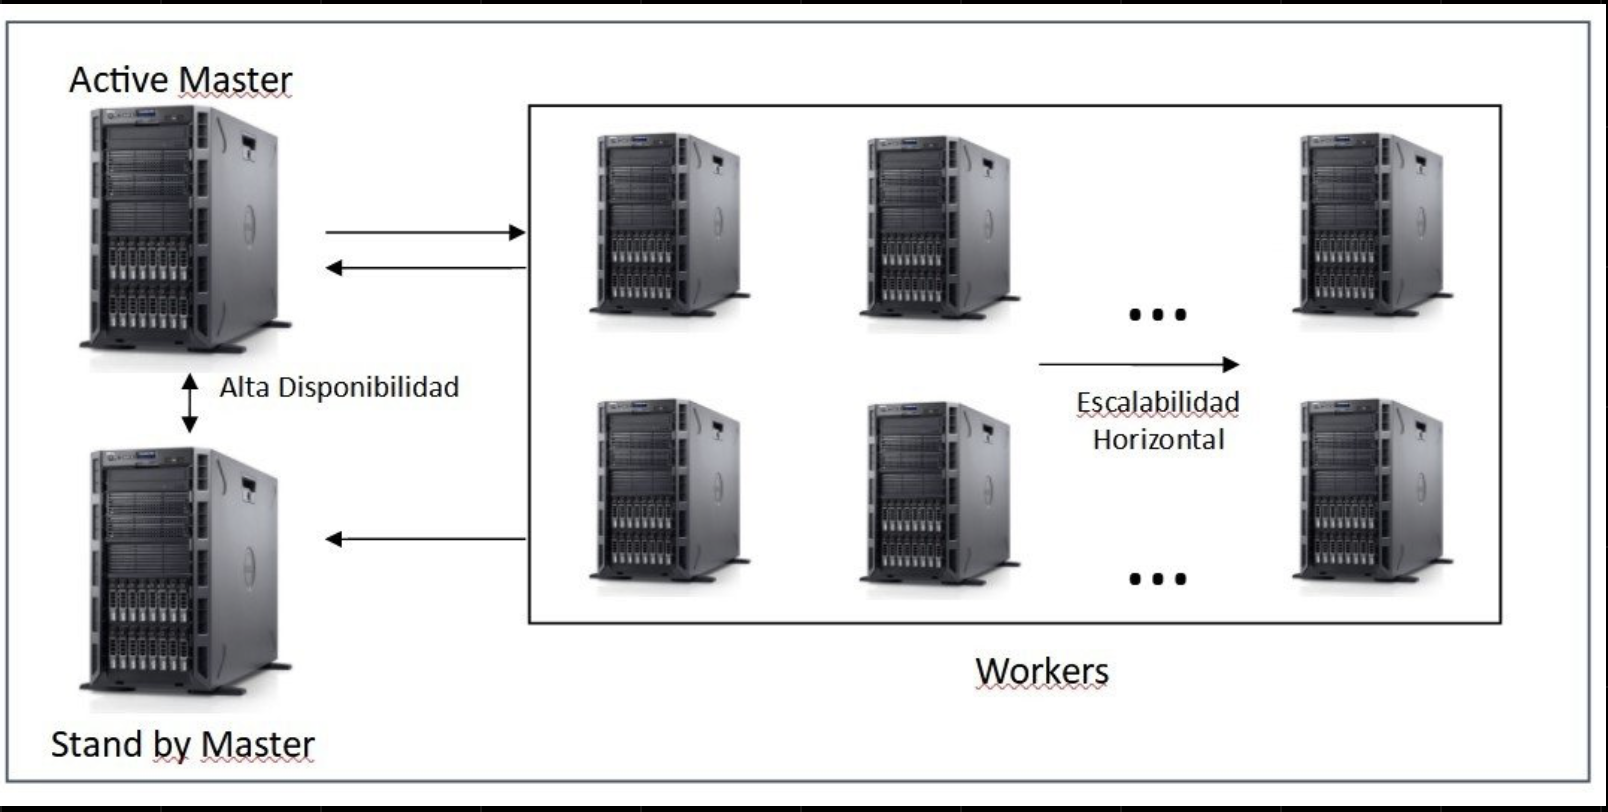 Active Master
Alta Disponibilidad
Escalabilidad
Horizontal
Workers
Stand by Master